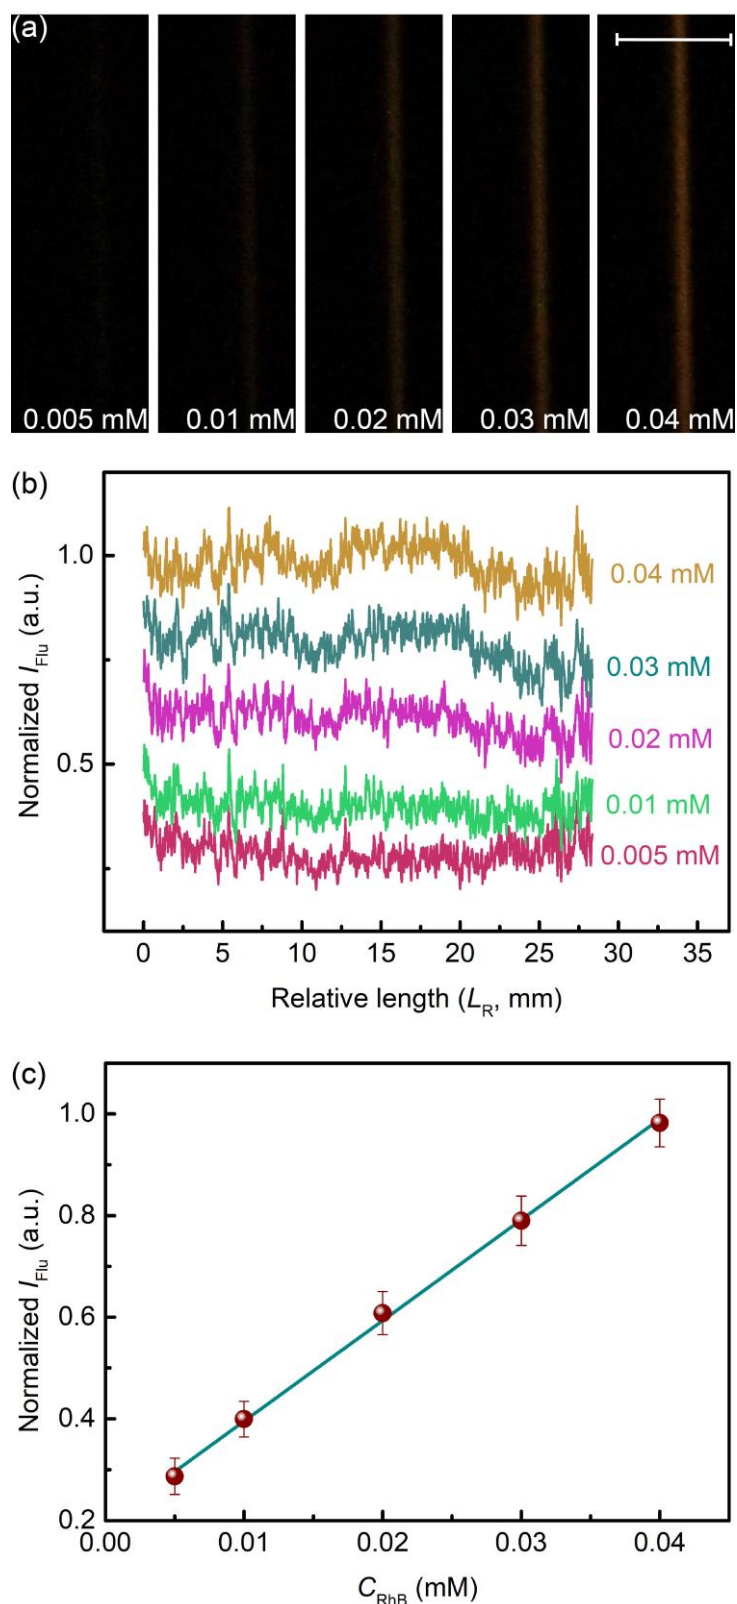 (a)
0.005 mM 0.01 mM 0.02 mM 0.03 mM 0.04 mM
(b)
Normalized I_Flu (a.u.)
1.0
0.5
0.04 mM
0.03 mM
0.02 mM
0.01 mM
0.005 mM
0 5 10 15 20 25 30 35
Relative length (L_R, mm)
(c)
Normalized I_Flu (a.u.)
1.0
0.8
0.6
0.4
0.2
0.00 0.01 0.02 0.03 0.04
C_RhB (mM)